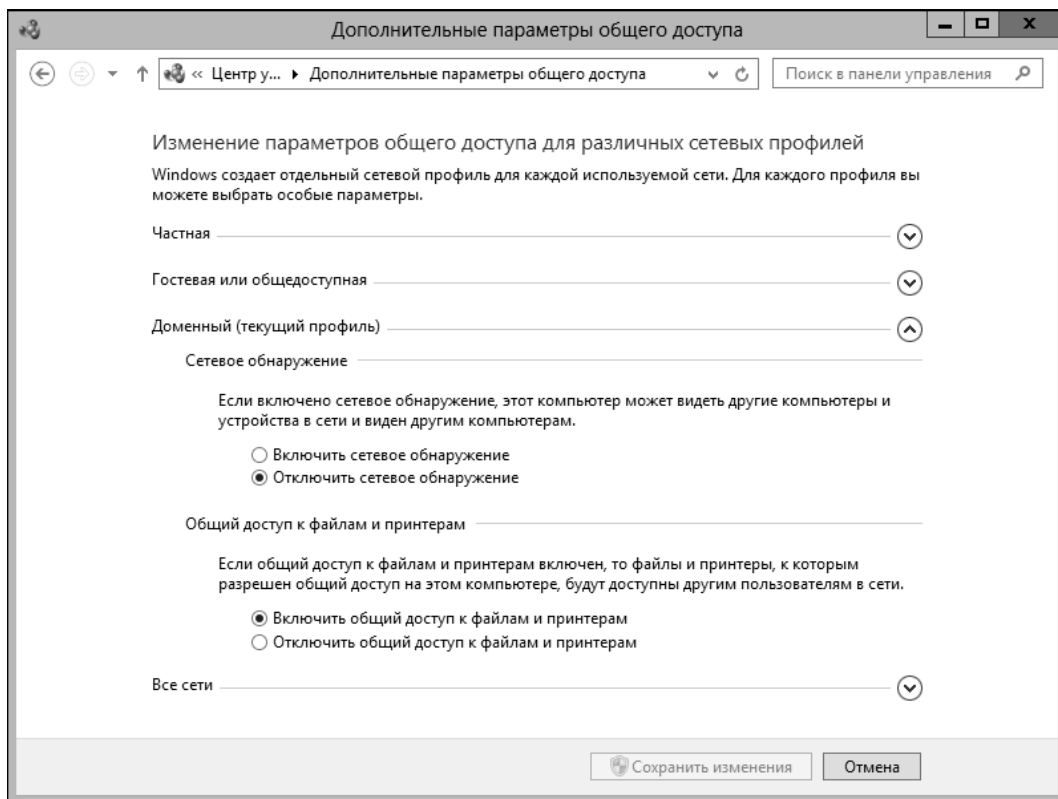 Дополнительные параметры общего доступа
« Центр у... Дополнительные параметры общего доступа
Поиск в панели управления
Изменение параметров общего доступа для различных сетевых профилей
Windows создает отдельный сетевой профиль для каждой используемой сети. Для каждого профиля вы
можете выбрать особые параметры.
Частная
Гостевая или общедоступная
Доменный (текущий профиль)
Сетевое обнаружение
Если включено сетевое обнаружение, этот компьютер может видеть другие компьютеры и
устройства в сети и виден другим компьютерам.
Включить сетевое обнаружение
Отключить сетевое обнаружение
Общий доступ к файлам и принтерам
Если общий доступ к файлам и принтерам включен, то файлы и принтеры, к которым
разрешен общий доступ на этом компьютере, будут доступны другим пользователям в сети.
Включить общий доступ к файлам и принтерам
Отключить общий доступ к файлам и принтерам
Все сети
Сохранить изменения
Отмена